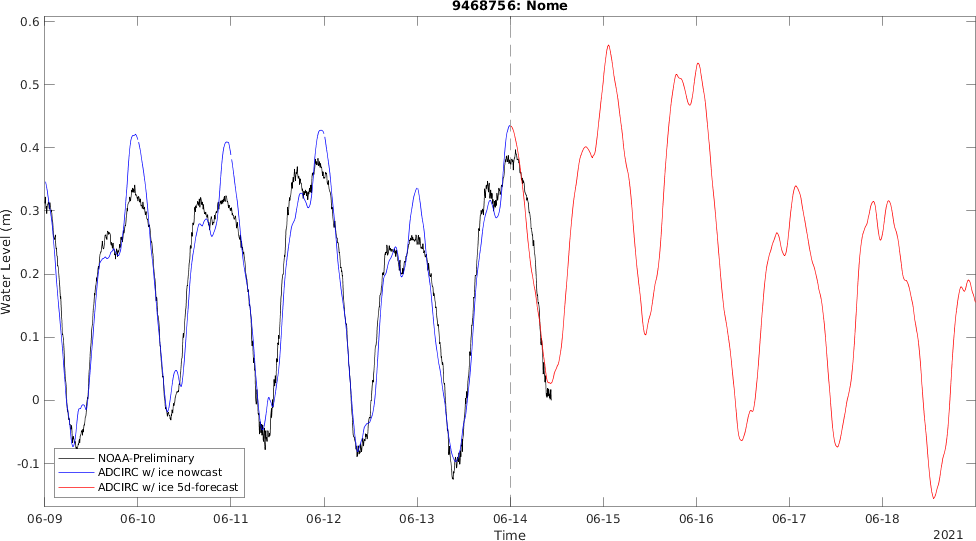 9468756: Nome
0.6
0.5
0.4
0.3
0.2
0.1
0
-0.1
Water Level (m)
NOAA-Preliminary
ADCIRC w/ ice nowcast
ADCIRC w/ ice 5d-forecast
06-09 06-10 06-11 06-12 06-13 06-14 06-15 06-16 06-17 06-18
Time
2021